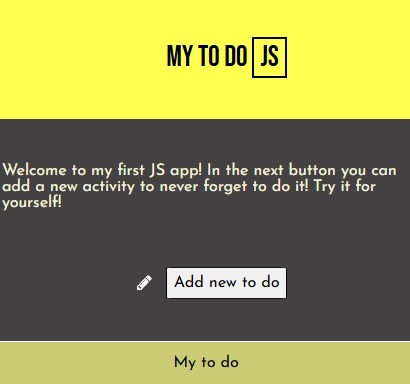 MY TO DO JS
Welcome to my first JS app! In the next button you can
add a new activity to never forget to do it! Try it for
yourself!
Add new to do
My to do